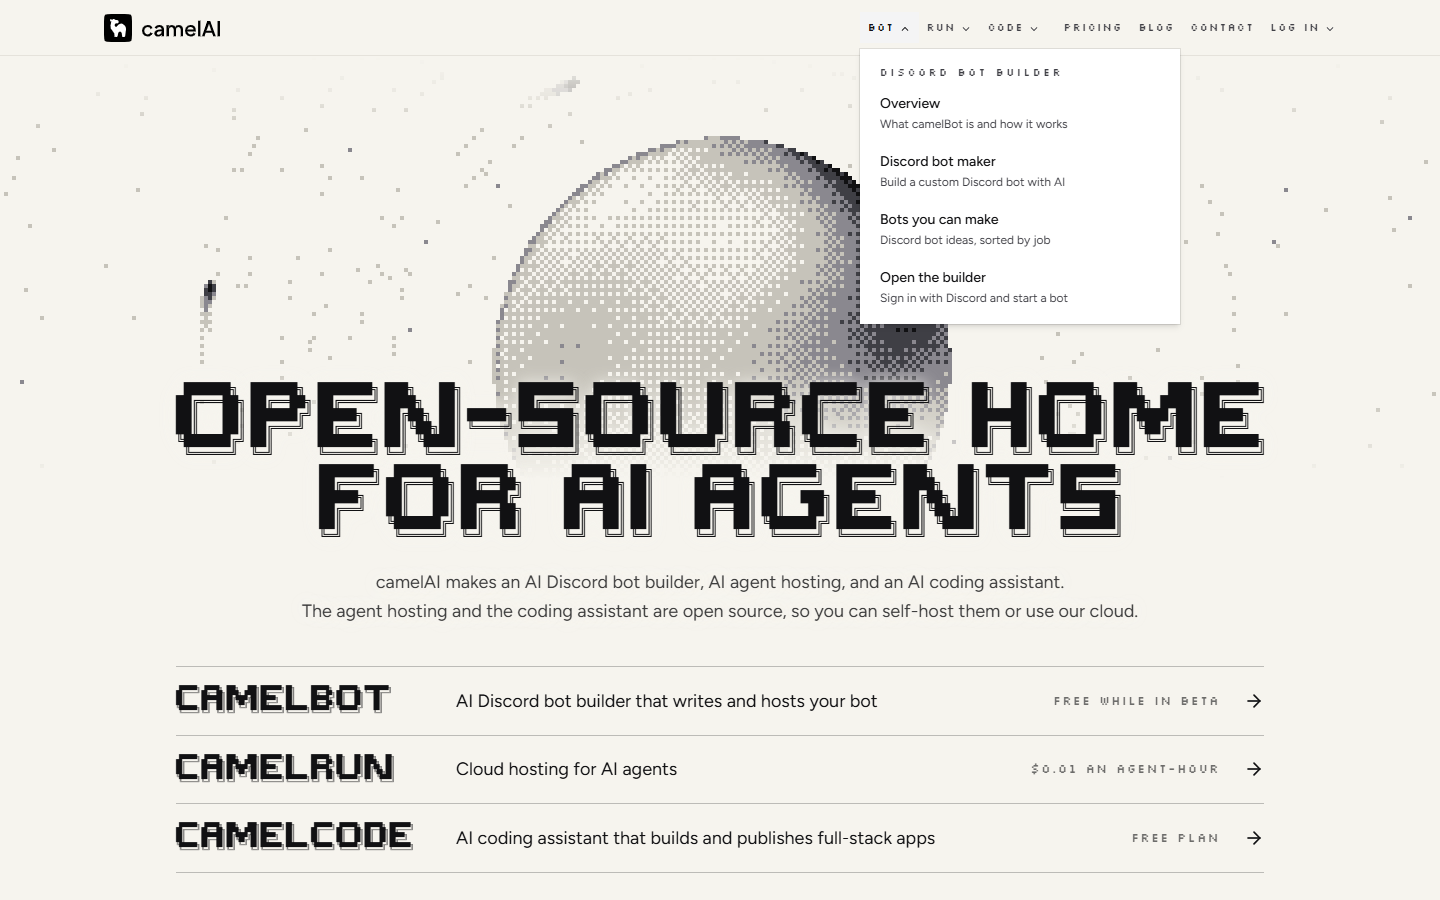 camelAI
BOT RUN CODE PRICING BLOG CONTACT LOG IN
DISCORD BOT BUILDER
Overview
What camelBot is and how it works
Discord bot maker
Build a custom Discord bot with AI
Bots you can make
Discord bot ideas, sorted by job
Open the builder
Sign in with Discord and start a bot
OPEN-SOURCE HOME
FOR AI AGENTS
camelAI makes an AI Discord bot builder, AI agent hosting, and an AI coding assistant.
The agent hosting and the coding assistant are open source, so you can self-host them or use our cloud.
CAMELBOT AI Discord bot builder that writes and hosts your bot FREE WHILE IN BETA
CAMELRUN Cloud hosting for AI agents $0.01 AN AGENT-HOUR
CAMELCODE AI coding assistant that builds and publishes full-stack apps FREE PLAN